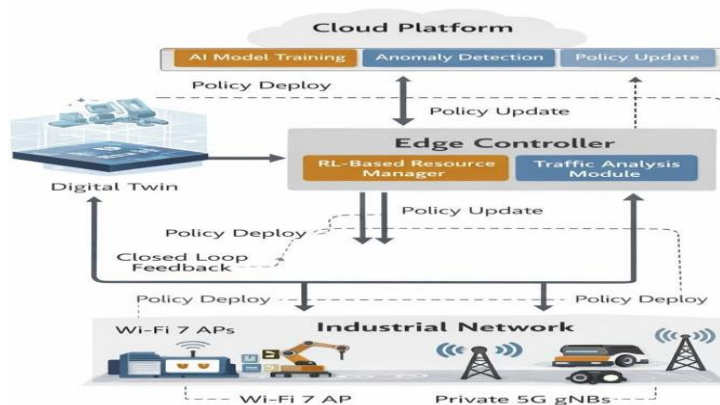 Cloud Platform
AI Model Training
Anomaly Detection
Policy Update
Policy Deploy
Policy Update
Edge Controller
RL-Based Resource
Manager
Traffic Analysis
Module
Digital Twin
Policy Update
Policy Deploy
Closed Loop
Feedback
Policy Deploy
Policy Deploy
Wi-Fi 7 APs
Industrial Network
Wi-Fi 7 AP
Private 5G gNBs